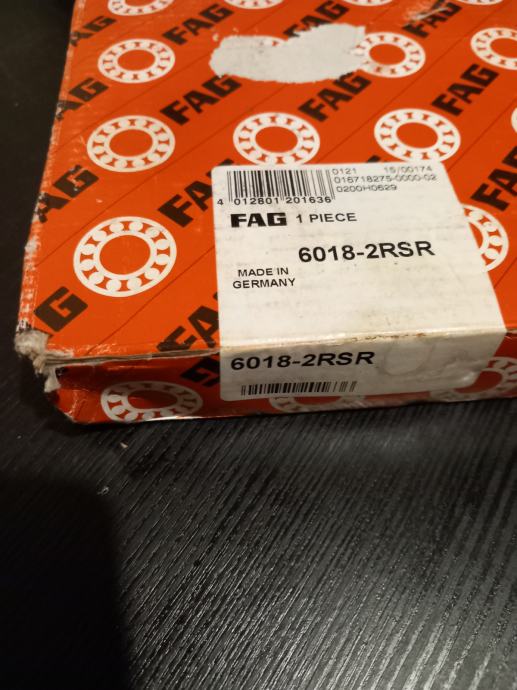 FAG
FAG
FAG
FAG
FAG
FAG
0121 15/00174
016718275-0000-02
0200H0629
4 012801 201636
FAG 1 PIECE
6018-2RSR
MADE IN
GERMANY
6018-2RSR